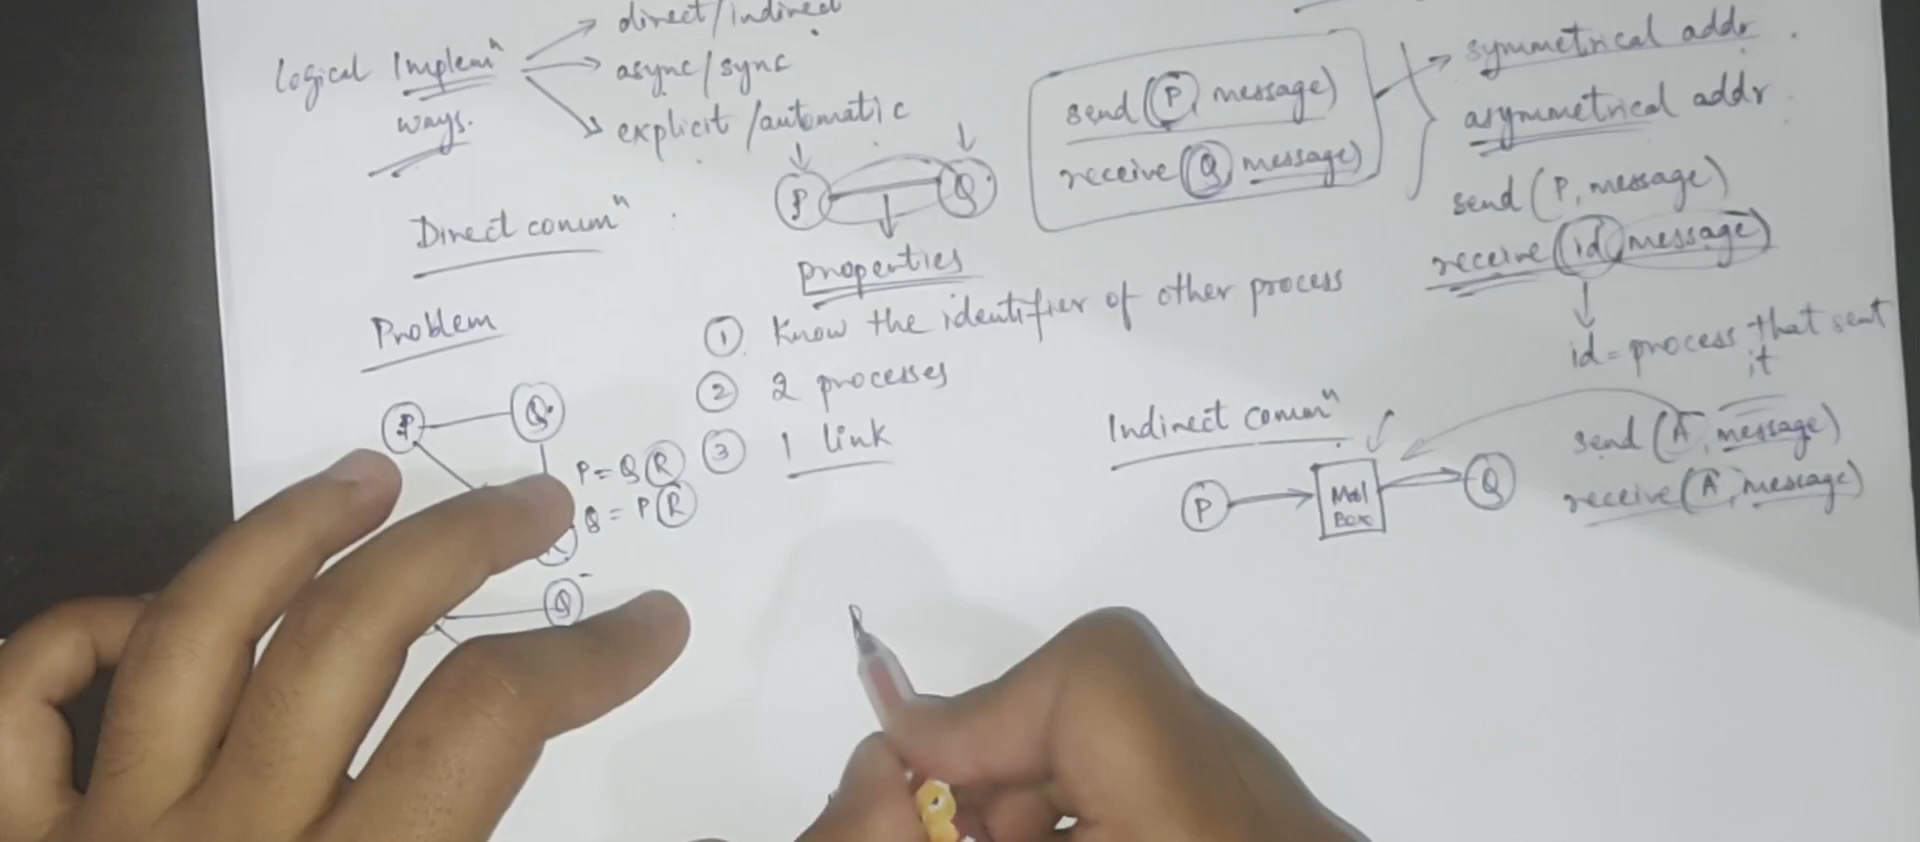 direct/indirect
Logical Implemⁿ
ways.
async/sync
explicit/automatic
Direct commⁿ :
P
Q
properties
① Know the identifier of other process
② 2 processes
③ 1 link
send (P, message)
receive (Q, message)
symmetrical addr.
asymmetrical addr.
send (P, message)
receive (id, message)
id = process that sent
it
Problem
P
Q
P = Q R
Q = P R
Q
Indirect commⁿ
P
Mail
Box
Q
send (A, message)
receive (A, message)